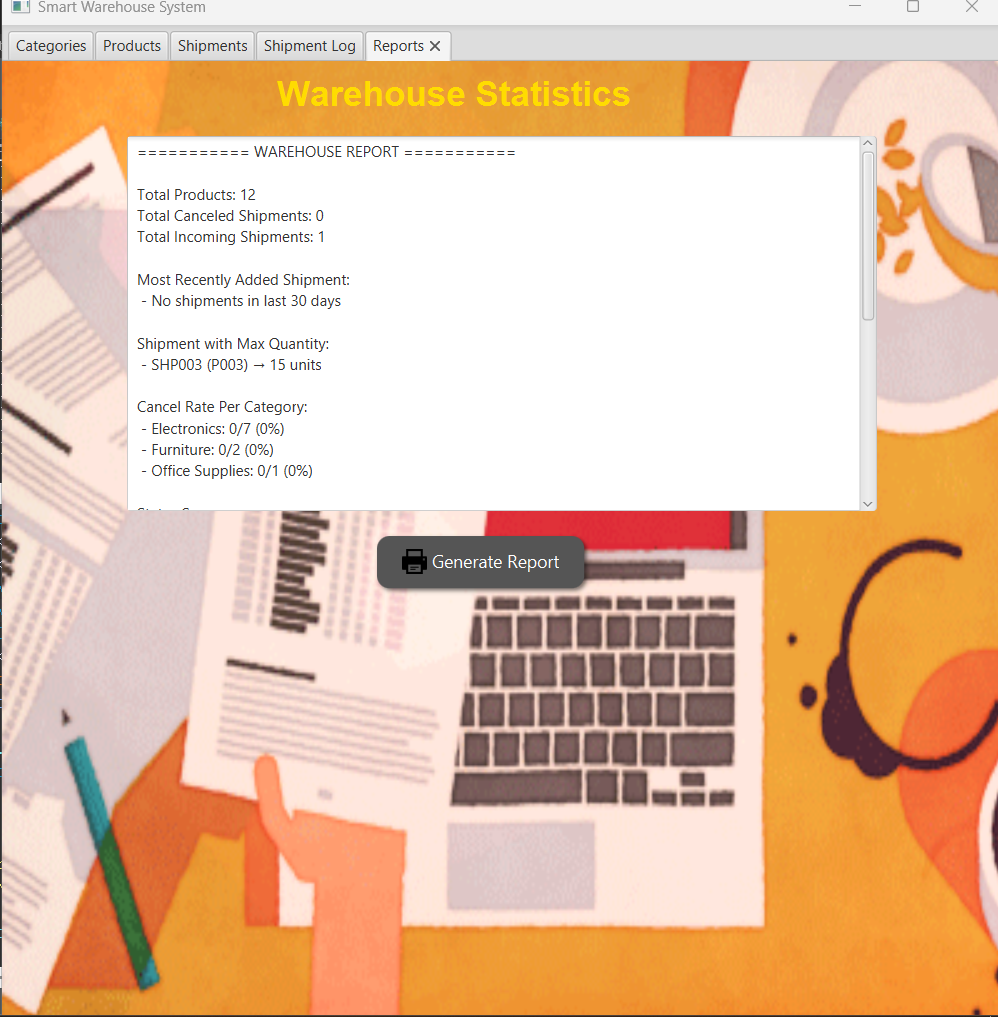 Smart Warehouse System
Categories Products Shipments Shipment Log Reports
Warehouse Statistics
=========== WAREHOUSE REPORT ===========
Total Products: 12
Total Canceled Shipments: 0
Total Incoming Shipments: 1
Most Recently Added Shipment:
- No shipments in last 30 days
Shipment with Max Quantity:
- SHP003 (P003) → 15 units
Cancel Rate Per Category:
- Electronics: 0/7 (0%)
- Furniture: 0/2 (0%)
- Office Supplies: 0/1 (0%)
Generate Report